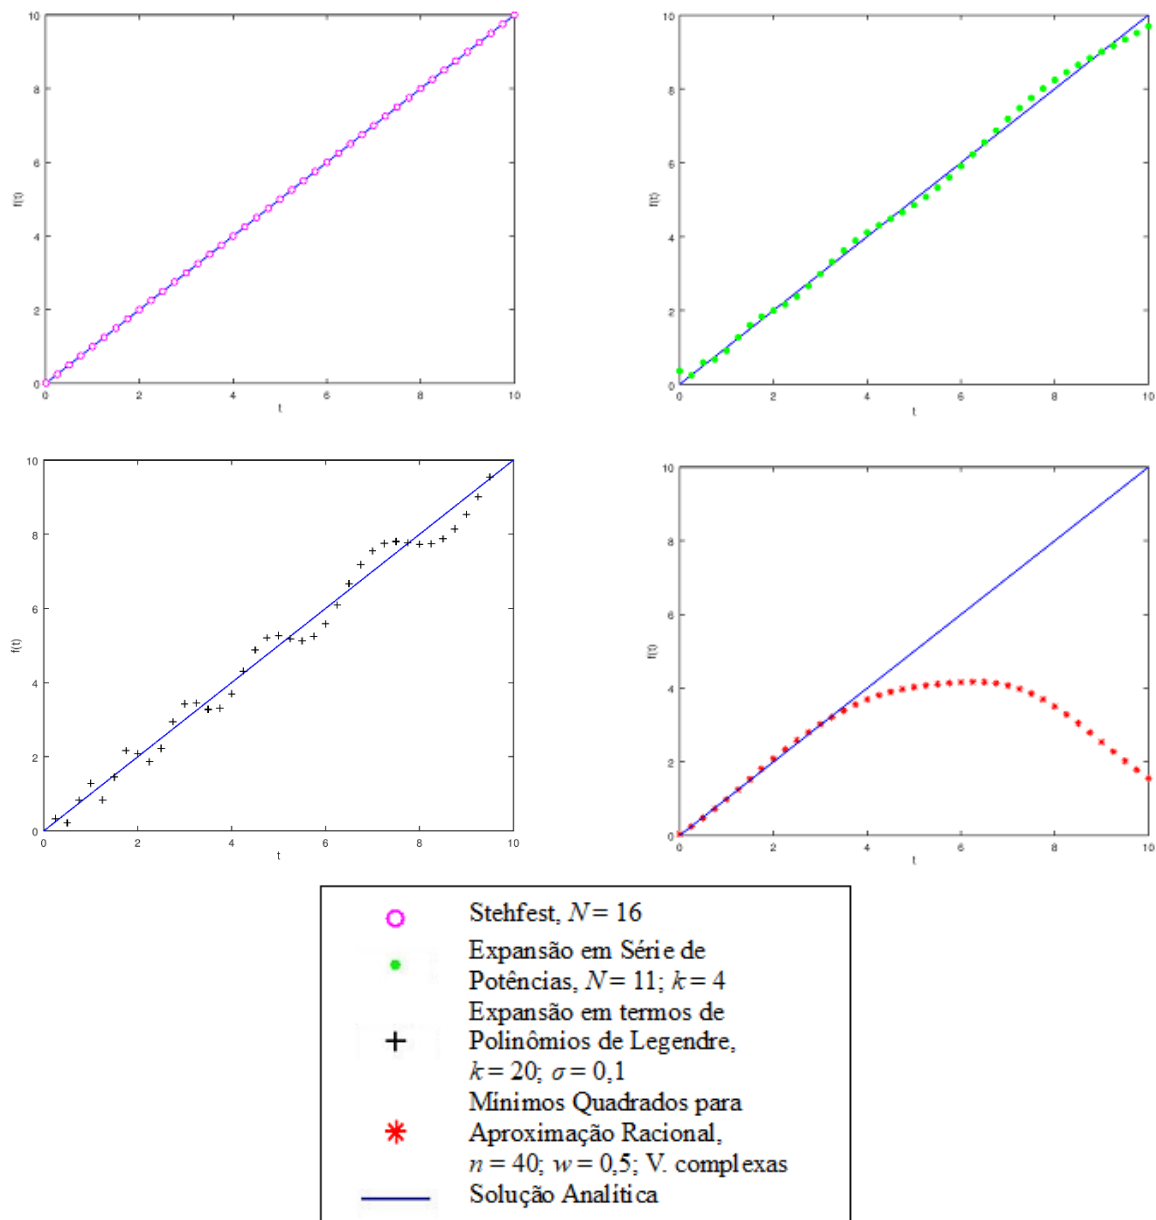 10
8
6
4
2
0
f(t)
0 2 4 6 8 10
t
10
8
6
4
2
0
f(t)
0 2 4 6 8 10
t
10
8
6
4
2
0
f(t)
0 2 4 6 8 10
t
10
8
6
4
2
0
f(t)
0 2 4 6 8 10
t
Stehfest, N = 16
Expansão em Série de
Potências, N = 11; k = 4
Expansão em termos de
Polinômios de Legendre,
k = 20; σ = 0,1
Mínimos Quadrados para
Aproximação Racional,
n = 40; w = 0,5; V. complexas
Solução Analítica